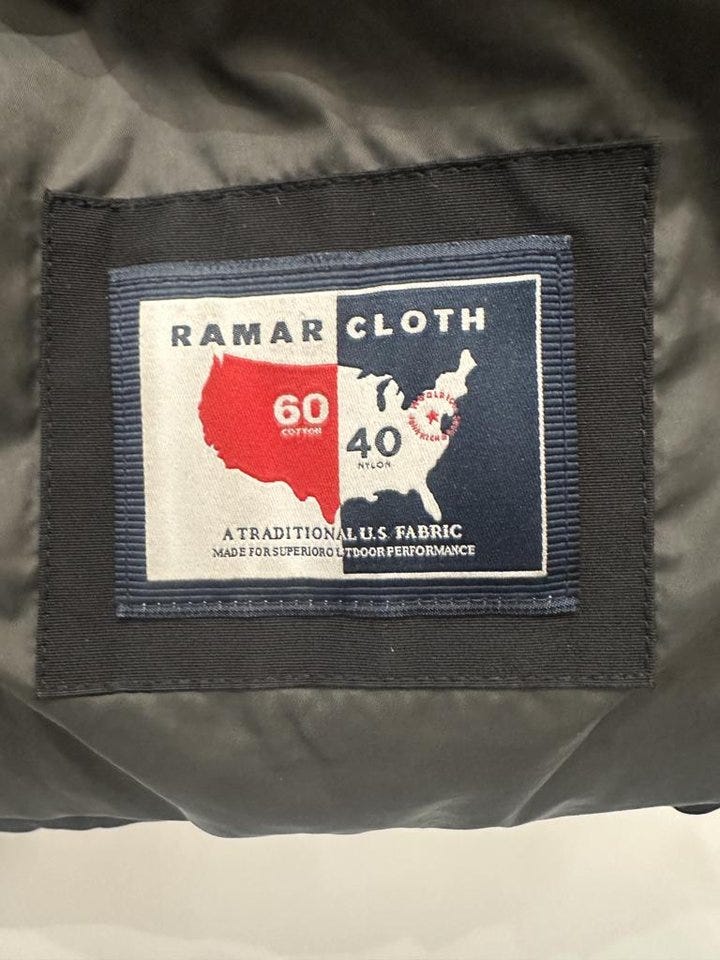 RAMAR CLOTH
60
COTTON
40
NYLON
A TRADITIONAL U.S. FABRIC
MADE FOR SUPERIOR OUTDOOR PERFORMANCE